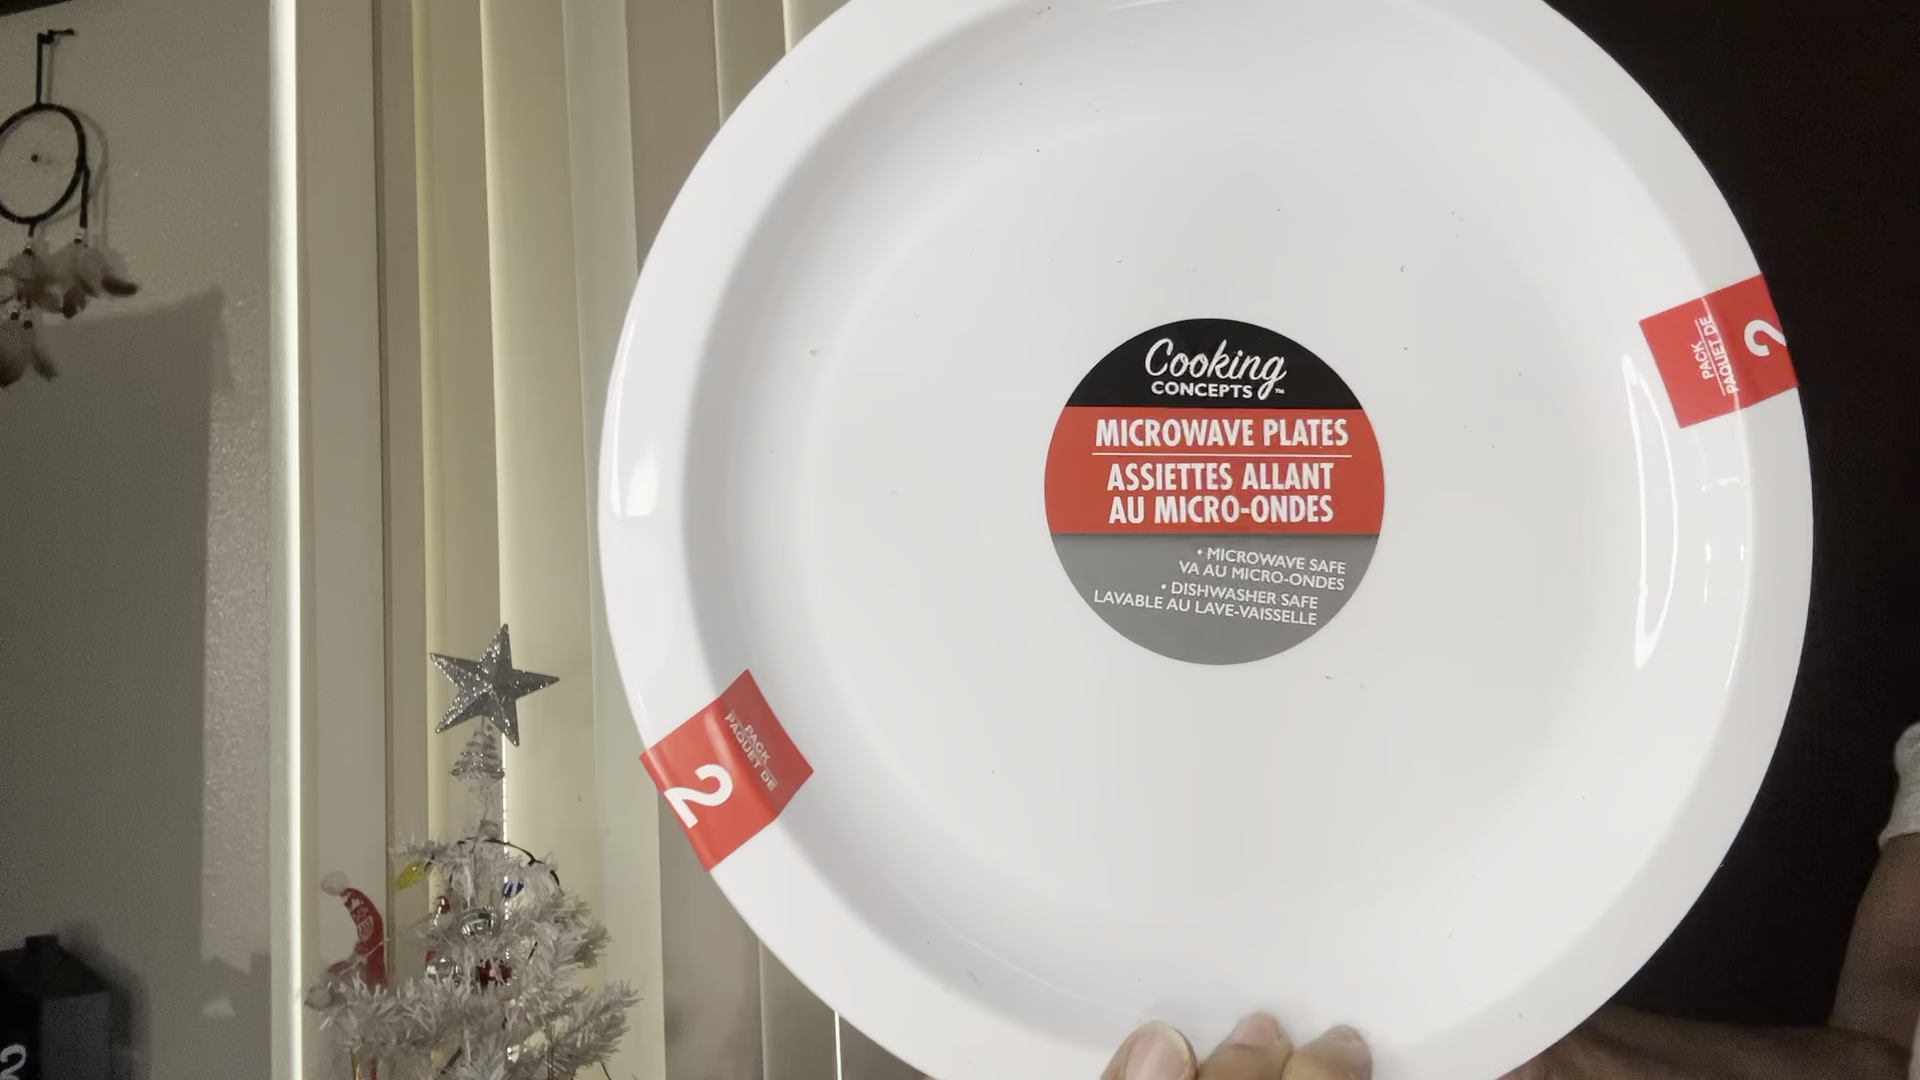 Cooking
CONCEPTS™
MICROWAVE PLATES
ASSIETTES ALLANT
AU MICRO-ONDES
• MICROWAVE SAFE
VA AU MICRO-ONDES
• DISHWASHER SAFE
LAVABLE AU LAVE-VAISSELLE
PACK
PAQUET DE
2
PACK
PAQUET DE
2
2